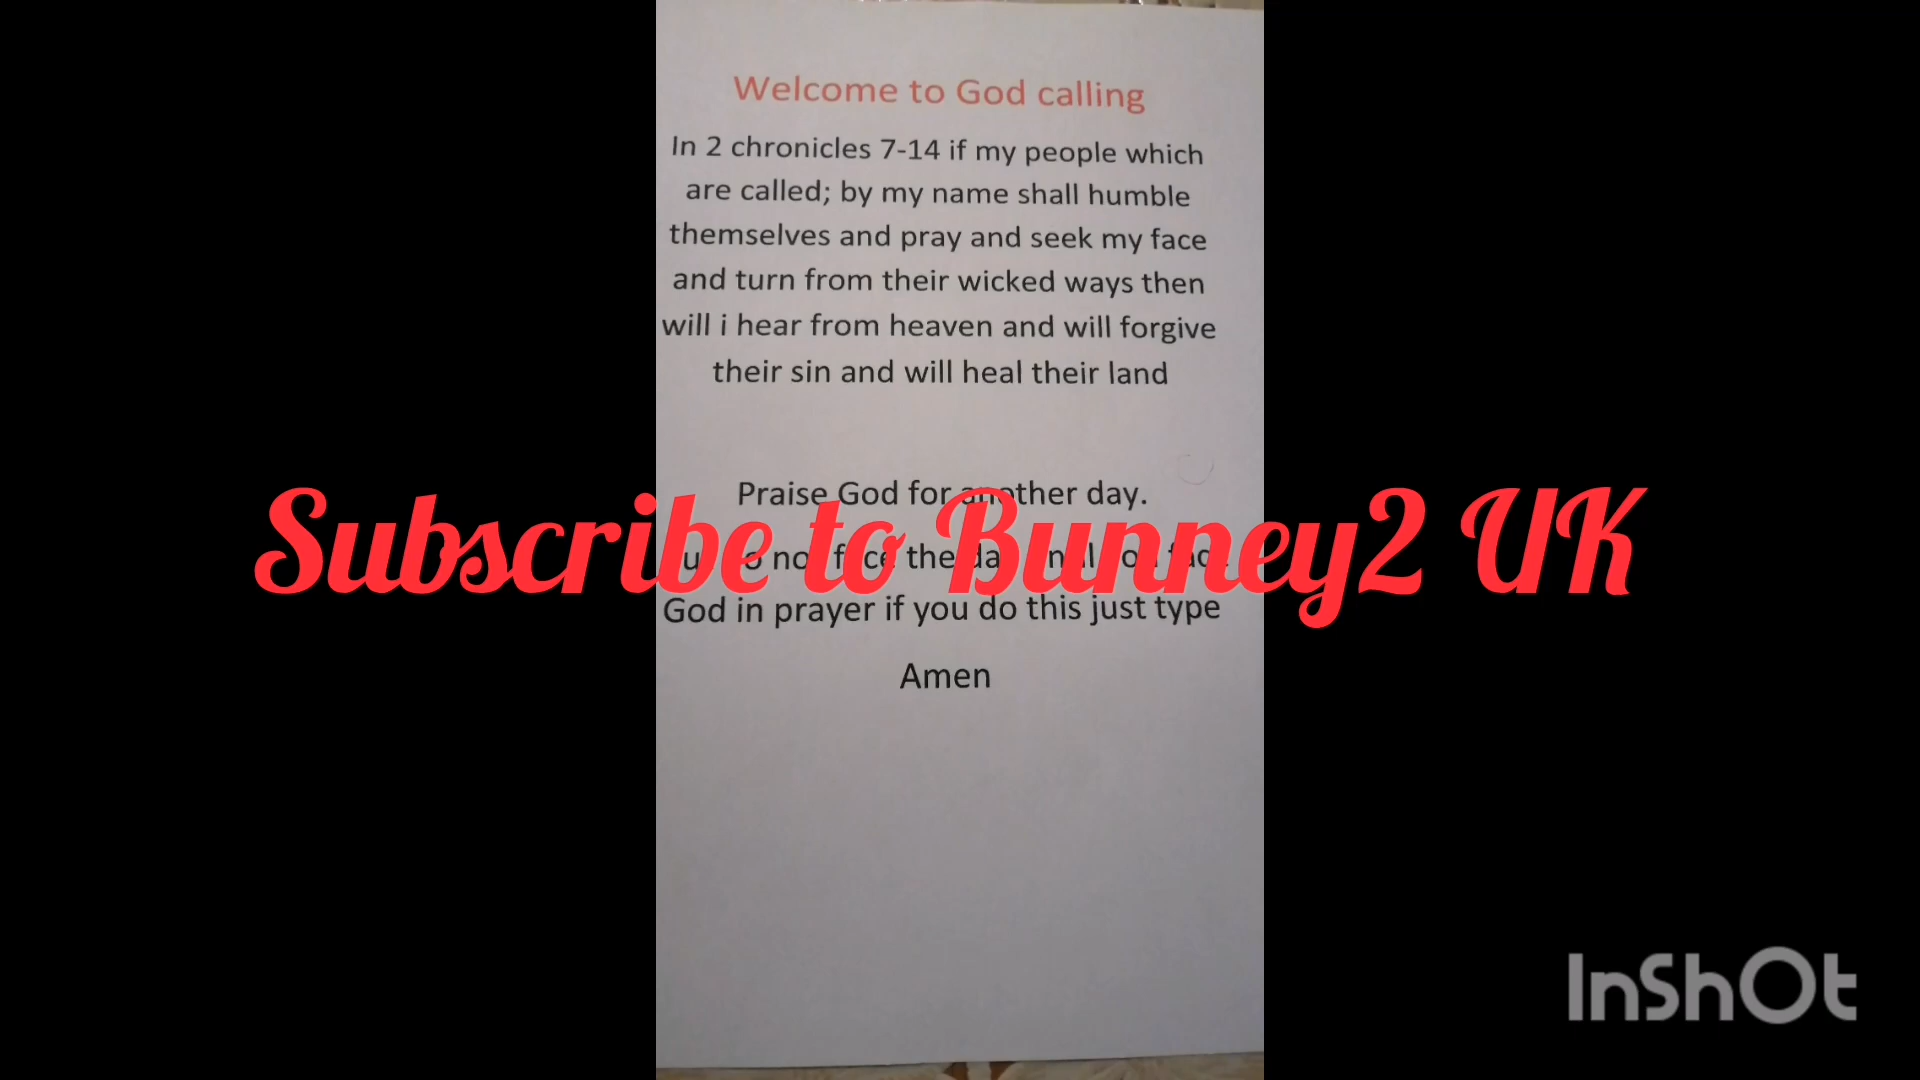 Welcome to God calling
In 2 chronicles 7-14 if my people which
are called; by my name shall humble
themselves and pray and seek my face
and turn from their wicked ways then
will i hear from heaven and will forgive
their sin and will heal their land
Praise God for another day.
Subscribe to Bunney2 UK
not face the
God in prayer if you do this just type
Amen
InShOt